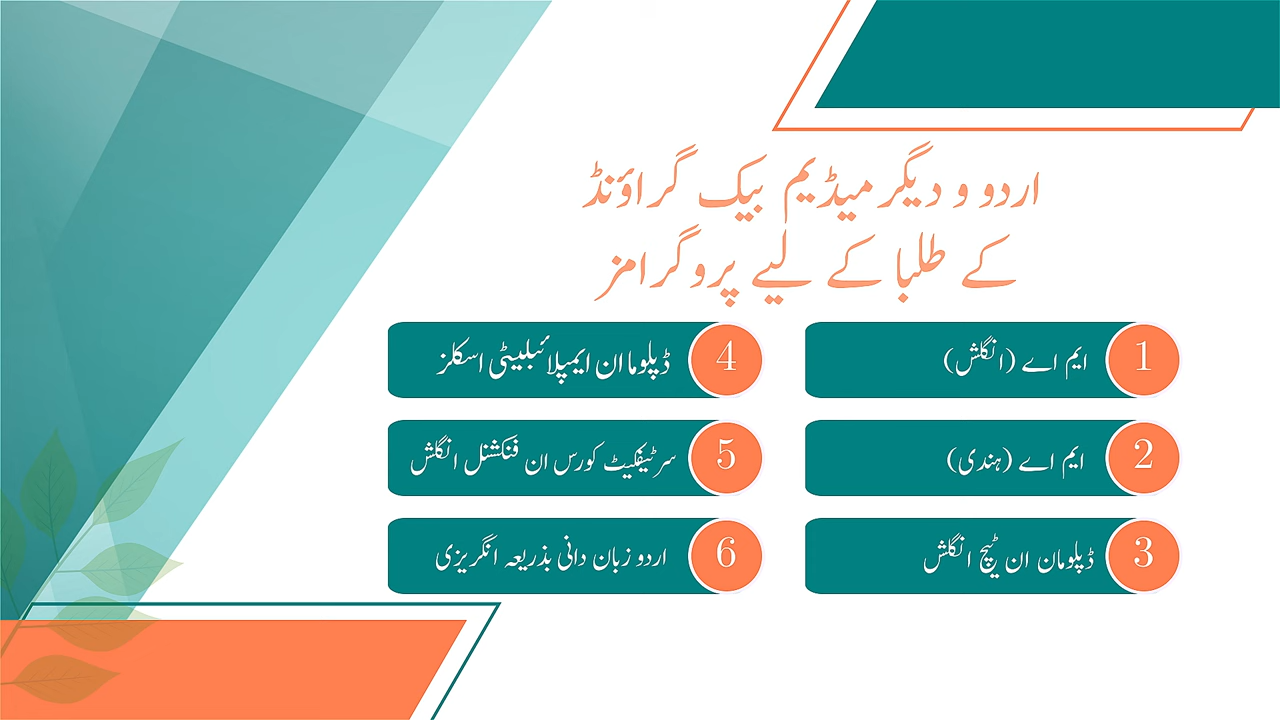 اردو و دیگر میڈیم بیک گراؤنڈ
کے طلبا کے لیے پروگرامز
1 ایم اے (انگلش)
2 ایم اے (ہندی)
3 ڈپلومان ان ٹیچ انگلش
4 ڈپلوما ان ایمپلائبلیٹی اسکلز
5 سرٹیفکیٹ کورس ان فنکشنل انگلش
6 اردو زبان دانی بذریعہ انگریزی